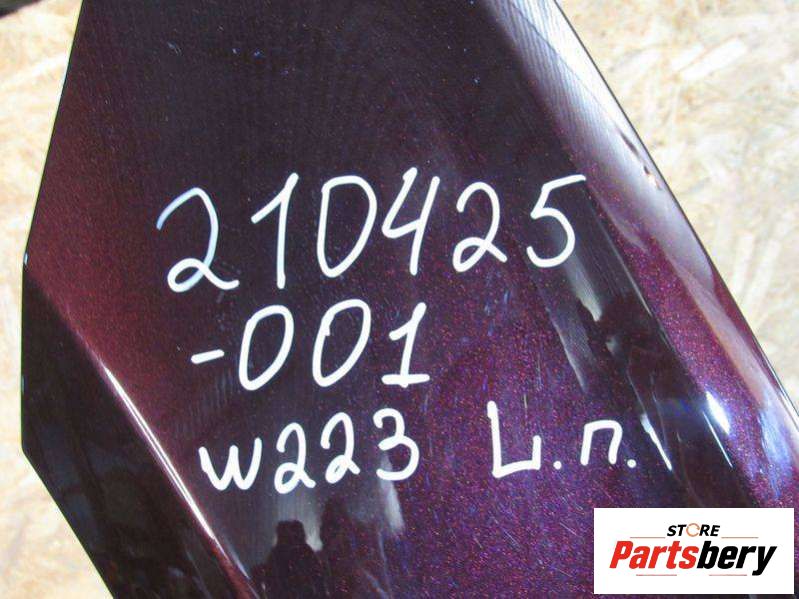 210425
-001
W223 L.п.
STORE
Partsbery